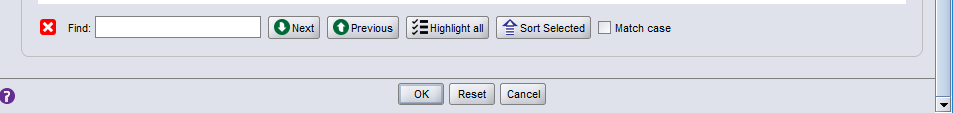 Find: Next Previous Highlight all Sort Selected Match case
? OK Reset Cancel